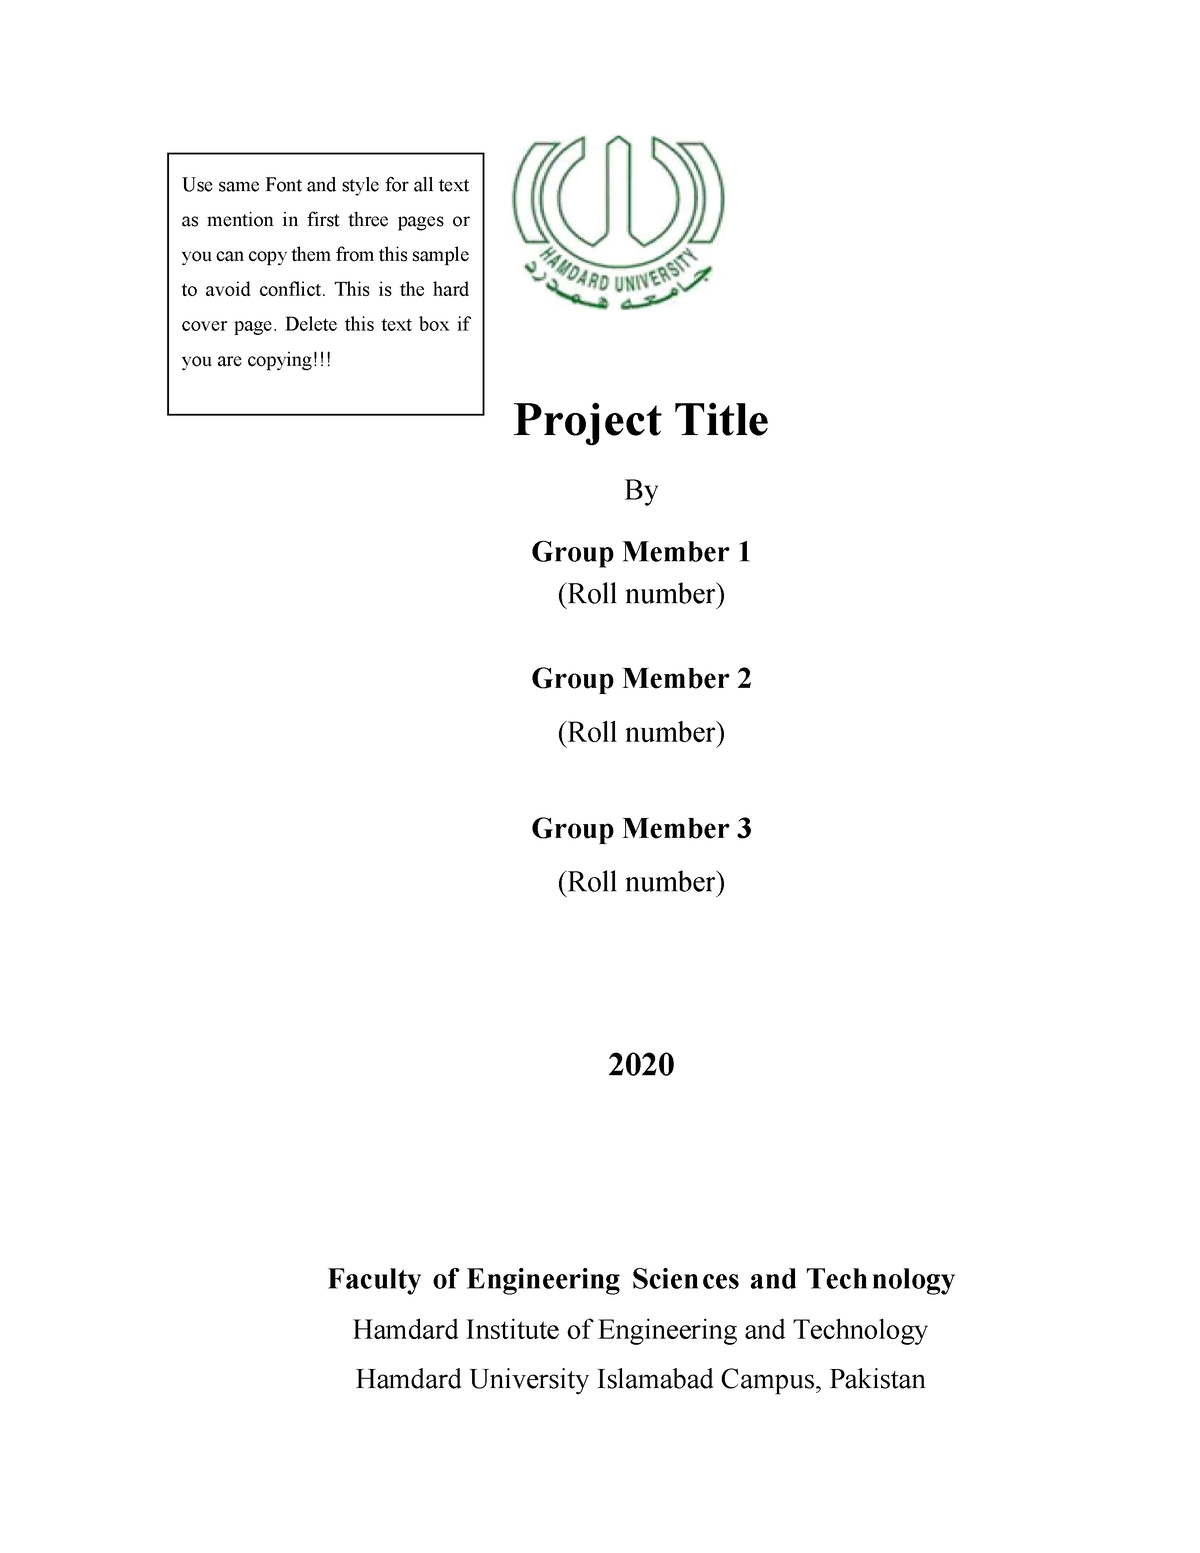 Use same Font and style for all text
as mention in first three pages or
you can copy them from this sample
to avoid conflict. This is the hard
cover page. Delete this text box if
you are copying!!!
HAMDARD UNIVERSITY
جامعه همدرد
Project Title
By
Group Member 1
(Roll number)
Group Member 2
(Roll number)
Group Member 3
(Roll number)
2020
Faculty of Engineering Sciences and Technology
Hamdard Institute of Engineering and Technology
Hamdard University Islamabad Campus, Pakistan